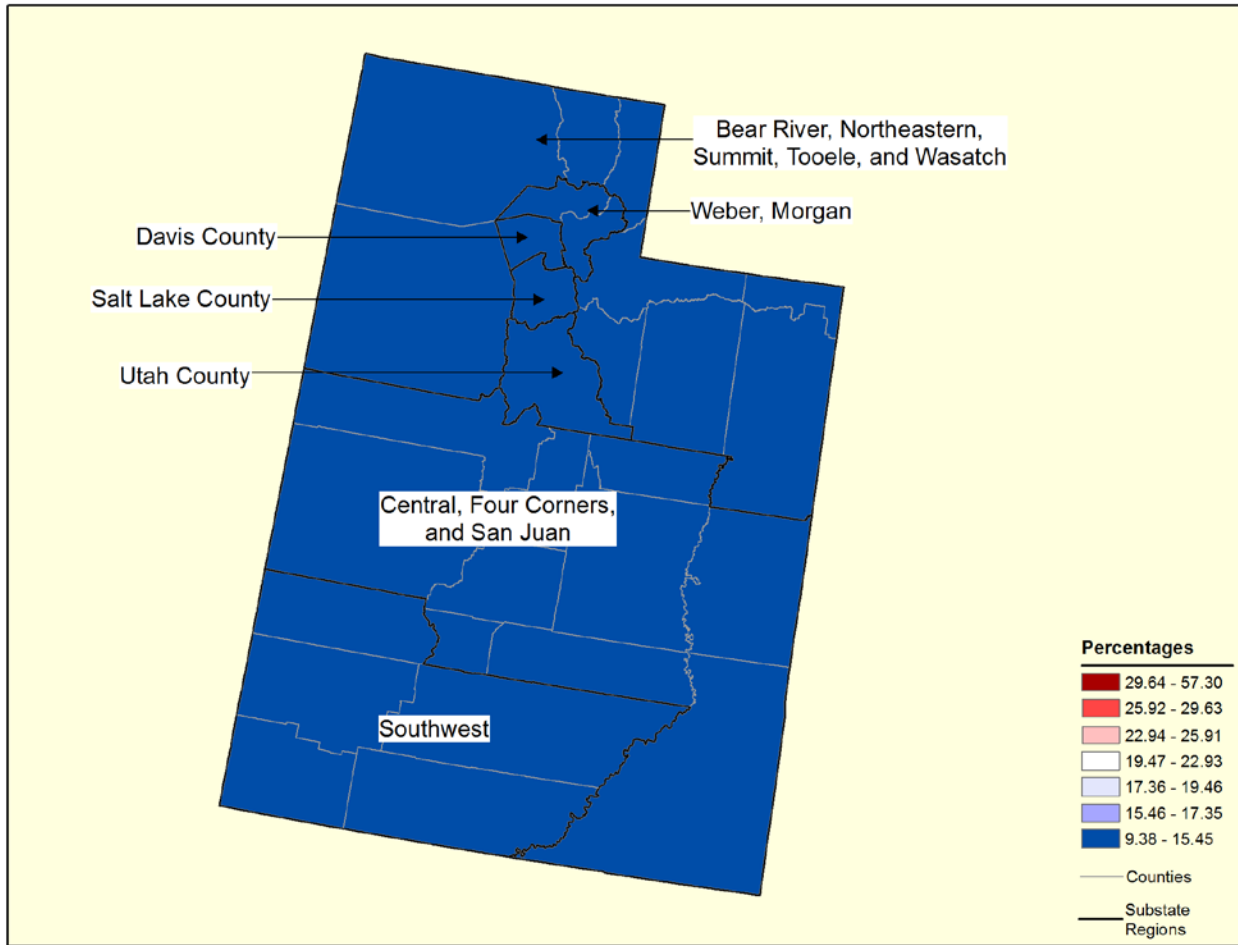 Bear River, Northeastern,
Summit, Tooele, and Wasatch
Weber, Morgan
Davis County
Salt Lake County
Utah County
Central, Four Corners,
and San Juan
Southwest
Percentages
29.64 - 57.30
25.92 - 29.63
22.94 - 25.91
19.47 - 22.93
17.36 - 19.46
15.46 - 17.35
9.38 - 15.45
Counties
Substate
Regions